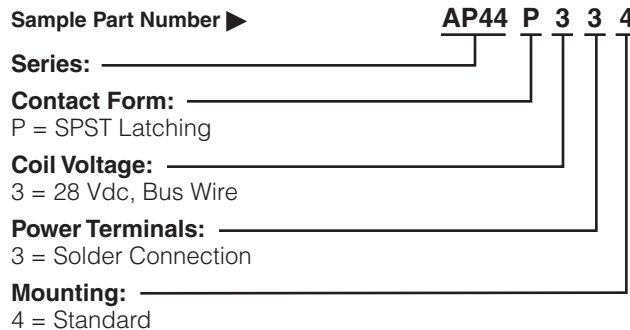 Sample Part Number ▶ AP44 P 3 3 4
Series:
Contact Form:
P = SPST Latching
Coil Voltage:
3 = 28 Vdc, Bus Wire
Power Terminals:
3 = Solder Connection
Mounting:
4 = Standard